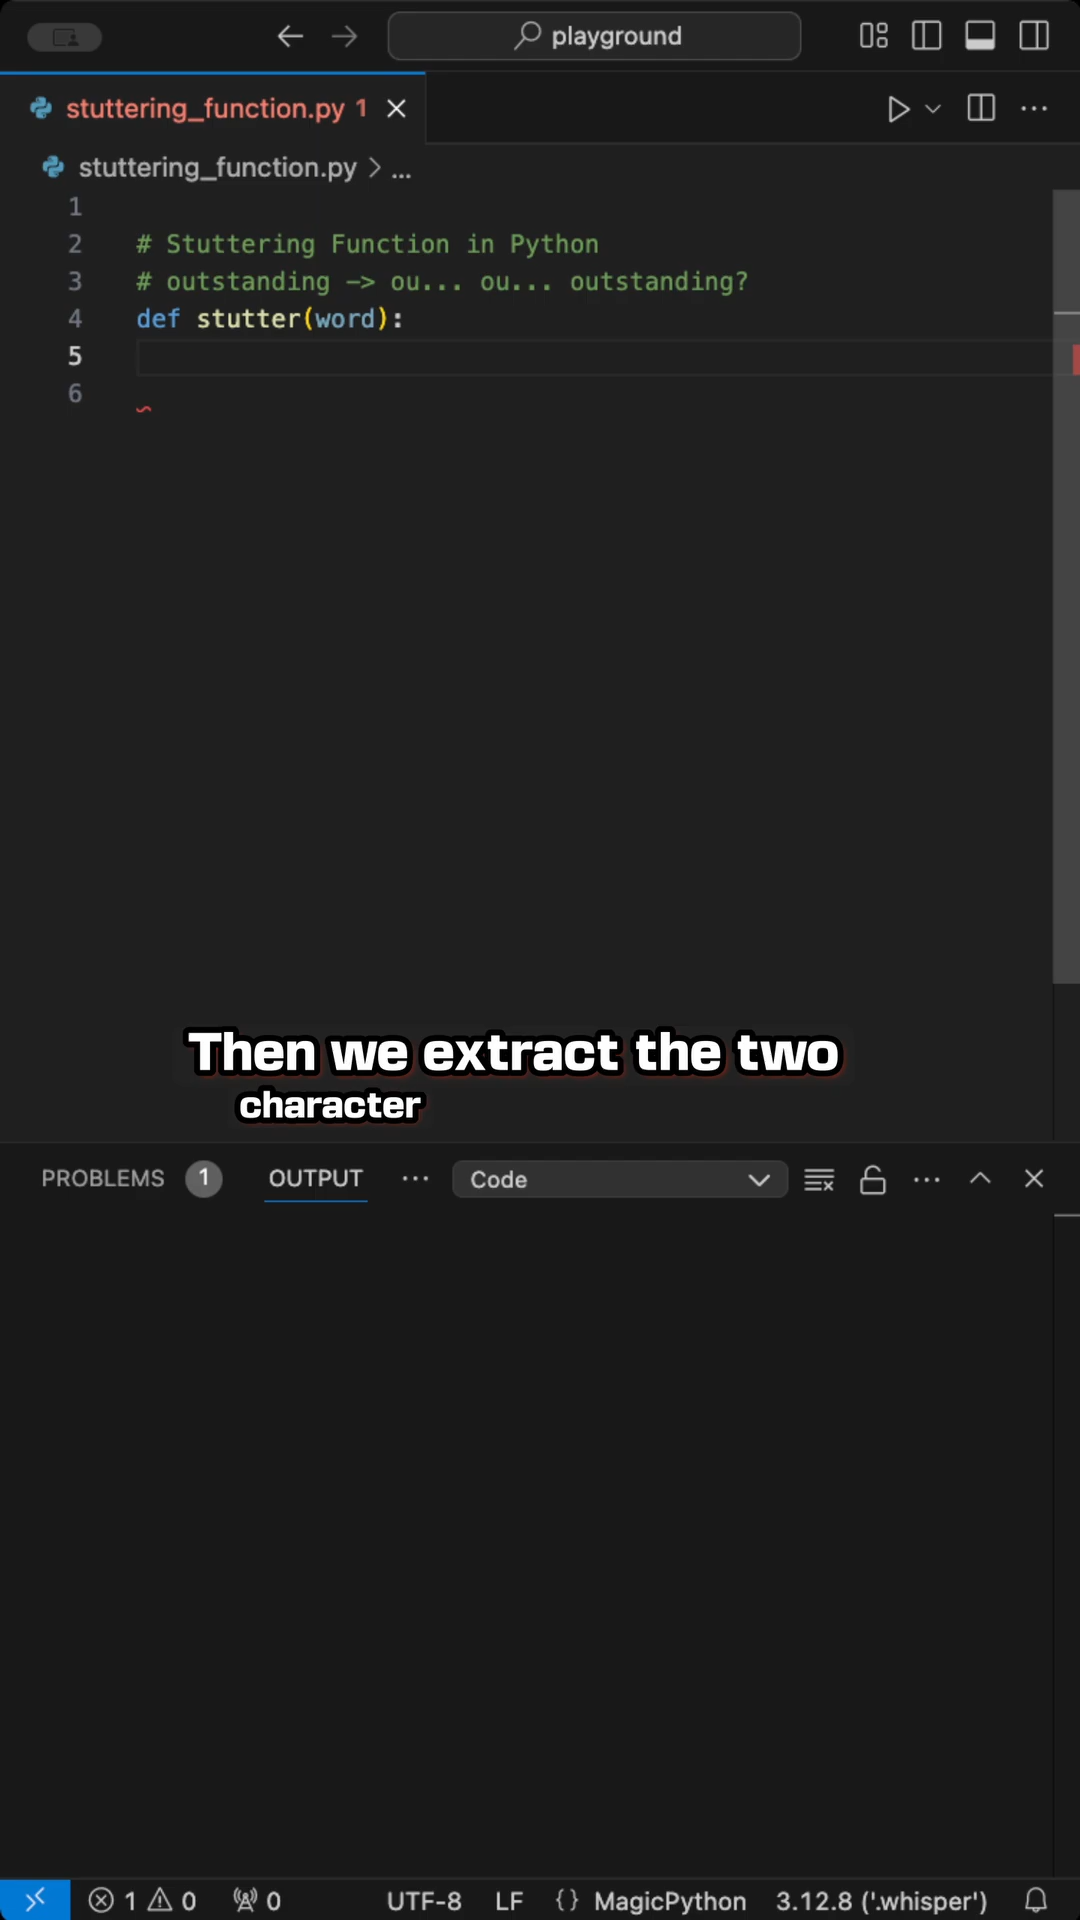 playground
stuttering_function.py 1
stuttering_function.py > ...
1
2 # Stuttering Function in Python
3 # outstanding -> ou... ou... outstanding?
4 def stutter(word):
5
6
Then we extract the two
character
PROBLEMS 1 OUTPUT ... Code
1 0 0 UTF-8 LF {} MagicPython 3.12.8 ('.whisper')